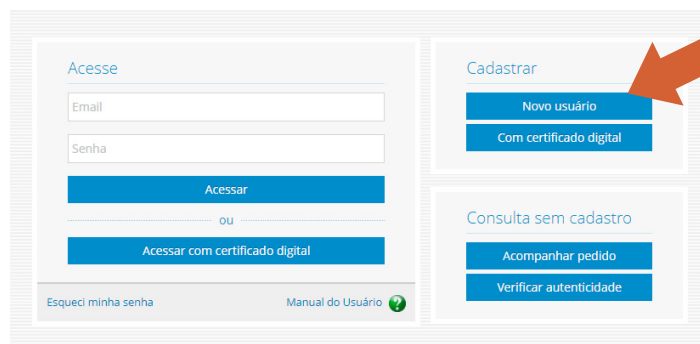 Acesse
Email
Senha
Acessar
ou
Acessar com certificado digital
Esqueci minha senha
Manual do Usuário ?
Cadastrar
Novo usuário
Com certificado digital
Consulta sem cadastro
Acompanhar pedido
Verificar autenticidade